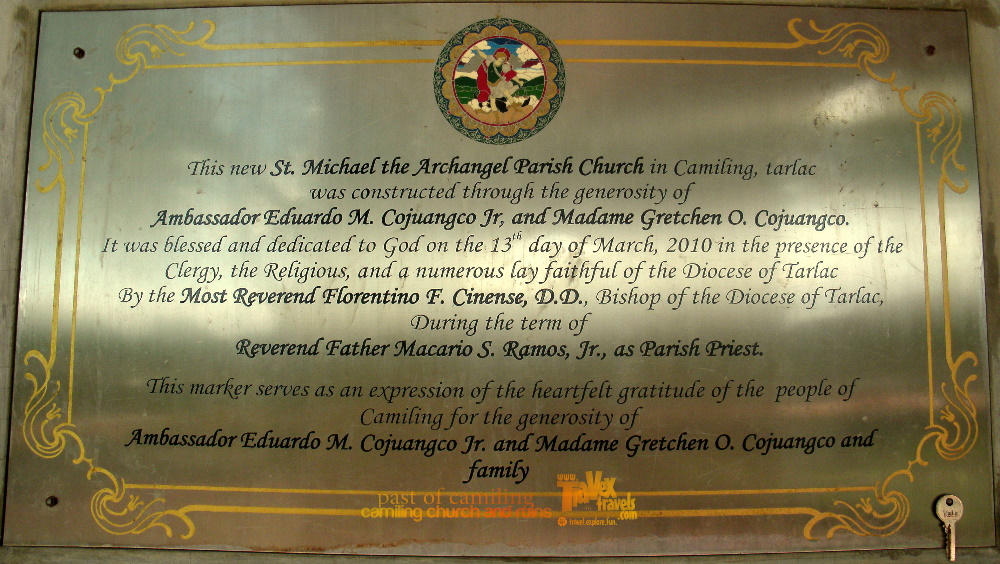 This new St. Michael the Archangel Parish Church in Camiling, tarlac
was constructed through the generosity of
Ambassador Eduardo M. Cojuangco Jr, and Madame Gretchen O. Cojuangco.
It was blessed and dedicated to God on the 13th day of March, 2010 in the presence of the
Clergy, the Religious, and a numerous lay faithful of the Diocese of Tarlac
By the Most Reverend Florentino F. Cinense, D.D., Bishop of the Diocese of Tarlac,
During the term of
Reverend Father Macario S. Ramos, Jr., as Parish Priest.
This marker serves as an expression of the heartfelt gratitude of the people of
Camiling for the generosity of
Ambassador Eduardo M. Cojuangco Jr. and Madame Gretchen O. Cojuangco and
family
past of camiling
camiling church and ruins
www.
TraVex
travels
.com
travel.explore.fun.